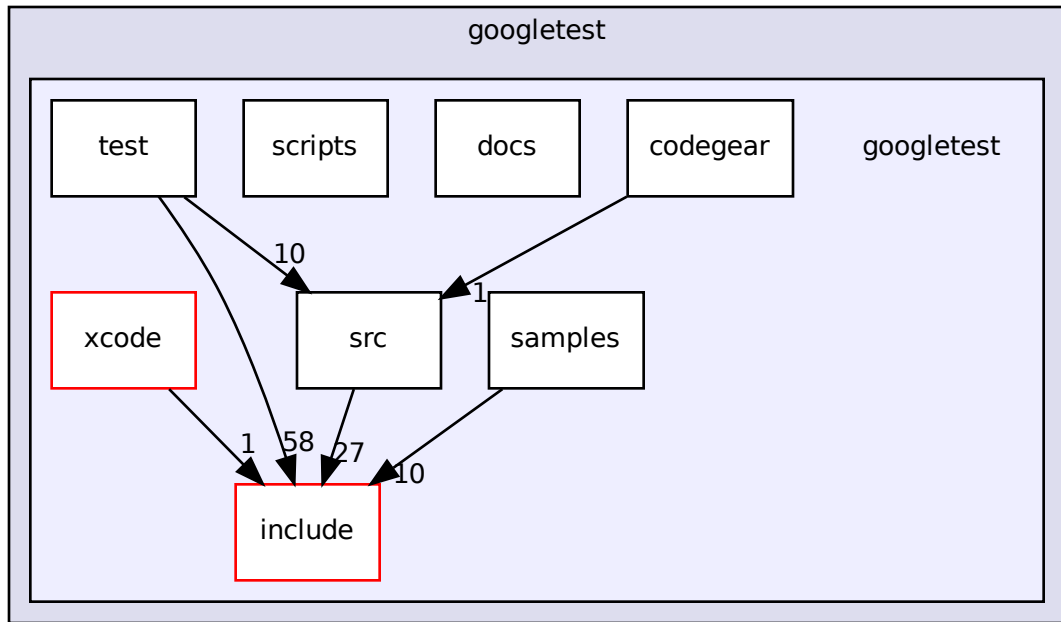 googletest
test
scripts
docs
codegear
googletest
10
1
xcode
src
samples
1
58
27
10
include